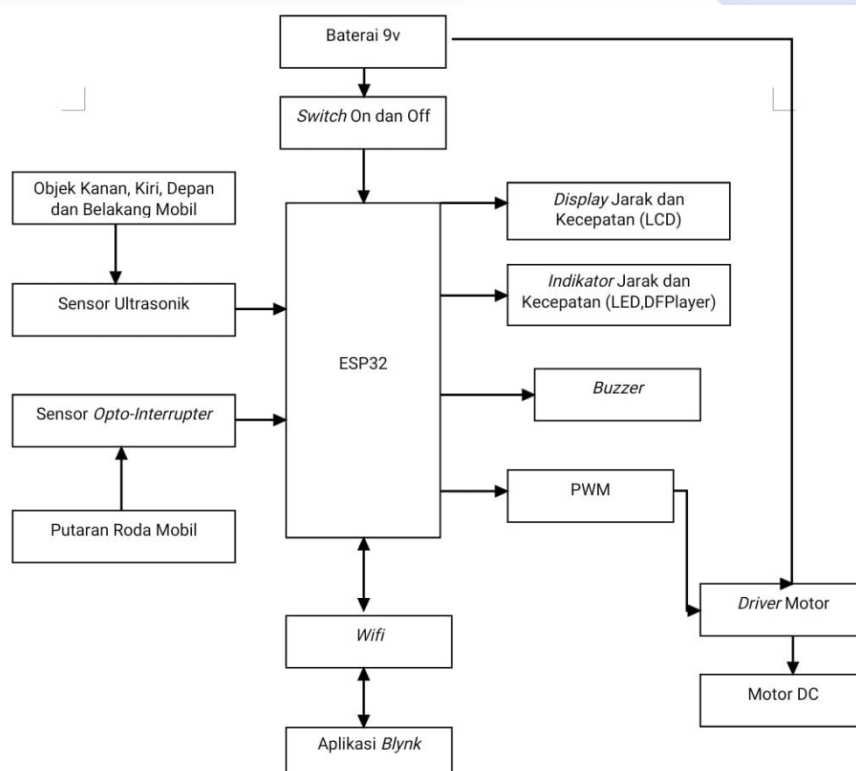 Baterai 9v
Switch On dan Off
Objek Kanan, Kiri, Depan
dan Belakang Mobil
Display Jarak dan
Kecepatan (LCD)
Sensor Ultrasonik
Indikator Jarak dan
Kecepatan (LED,DFPlayer)
ESP32
Buzzer
Sensor Opto-Interrupter
PWM
Putaran Roda Mobil
Driver Motor
Wifi
Motor DC
Aplikasi Blynk